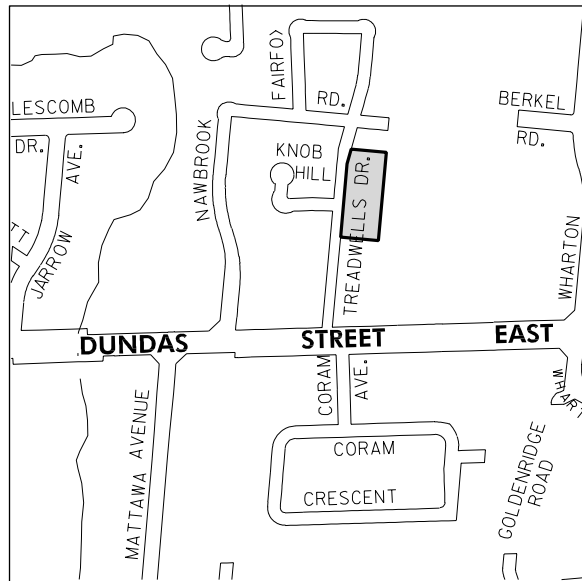 FAIRFO
LESCOMB
DR.
AVE.
JARROW
NAWBROOK
RD.
KNOB
HILL
TREADWELLS DR.
BERKEL
RD.
WHARTON
DUNDAS STREET EAST
MATTAWA AVENUE
CORAM
AVE.
CORAM
CRESCENT
WHART
GOLDENRIDGE
ROAD